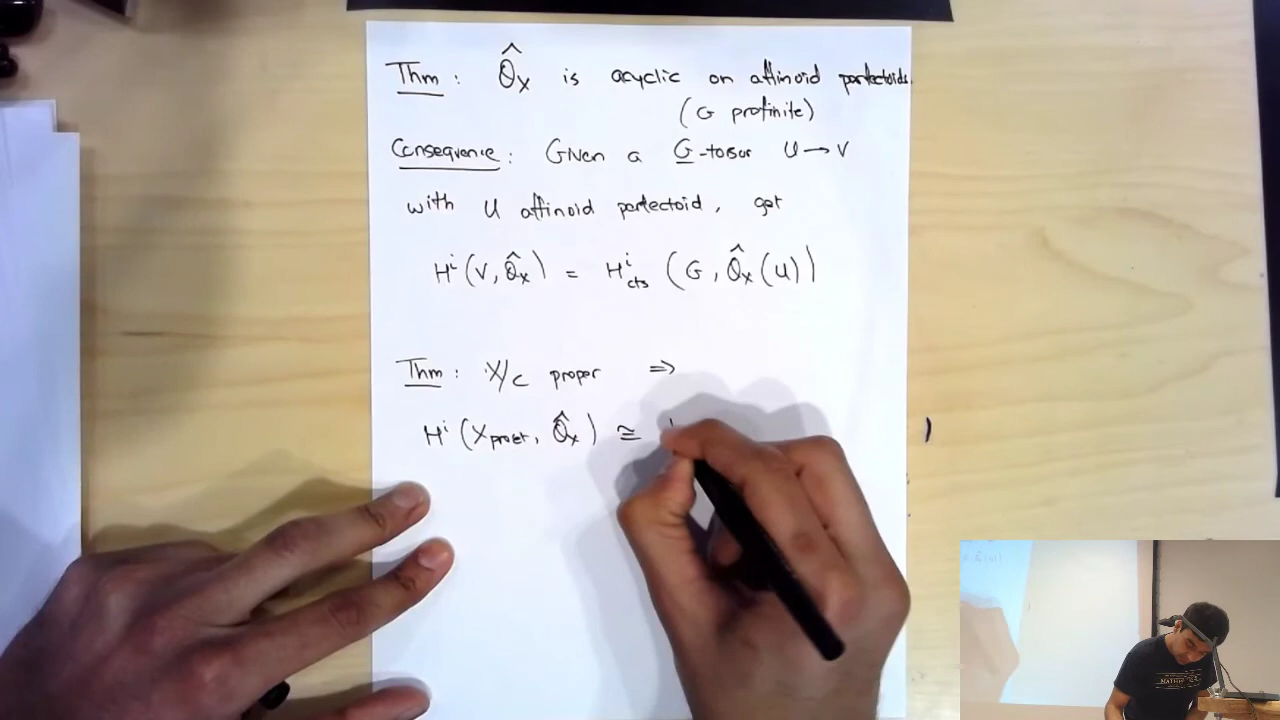 Thm : Ô_X is acyclic on affinoid perfectoids.
(G profinite)
Consequence : Given a G-torsor U → V
with U affinoid perfectoid, get
H^i (V, Ô_X) = H^i_cts (G, Ô_X (U))
Thm : X/C proper ⇒
H^i (X_proet, Ô_X) ≅